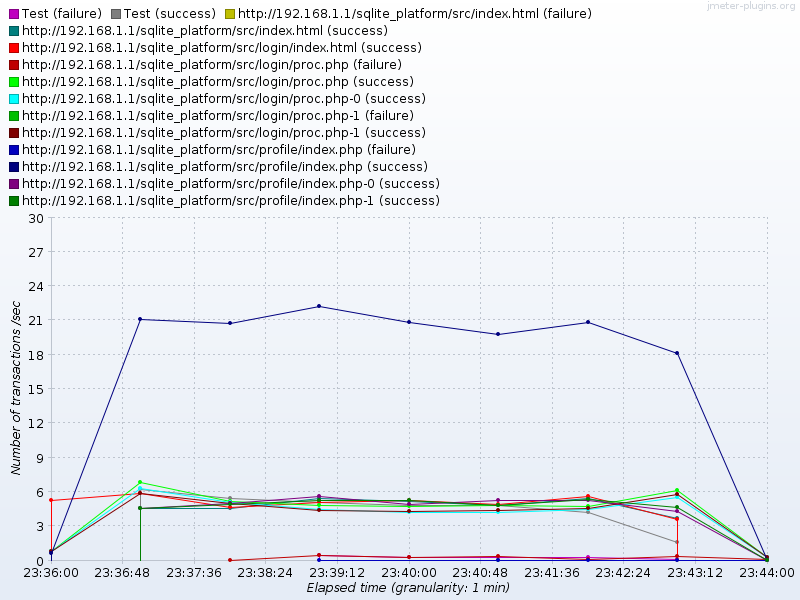 jmeter-plugins.org
Test (failure) Test (success) http://192.168.1.1/sqlite_platform/src/index.html (failure)
http://192.168.1.1/sqlite_platform/src/index.html (success)
http://192.168.1.1/sqlite_platform/src/login/index.html (success)
http://192.168.1.1/sqlite_platform/src/login/proc.php (failure)
http://192.168.1.1/sqlite_platform/src/login/proc.php (success)
http://192.168.1.1/sqlite_platform/src/login/proc.php-0 (success)
http://192.168.1.1/sqlite_platform/src/login/proc.php-1 (failure)
http://192.168.1.1/sqlite_platform/src/login/proc.php-1 (success)
http://192.168.1.1/sqlite_platform/src/profile/index.php (failure)
http://192.168.1.1/sqlite_platform/src/profile/index.php (success)
http://192.168.1.1/sqlite_platform/src/profile/index.php-0 (success)
http://192.168.1.1/sqlite_platform/src/profile/index.php-1 (success)
30
27
24
21
18
15
12
9
6
3
0
Number of transactions /sec
23:36:00 23:36:48 23:37:36 23:38:24 23:39:12 23:40:00 23:40:48 23:41:36 23:42:24 23:43:12 23:44:00
Elapsed time (granularity: 1 min)